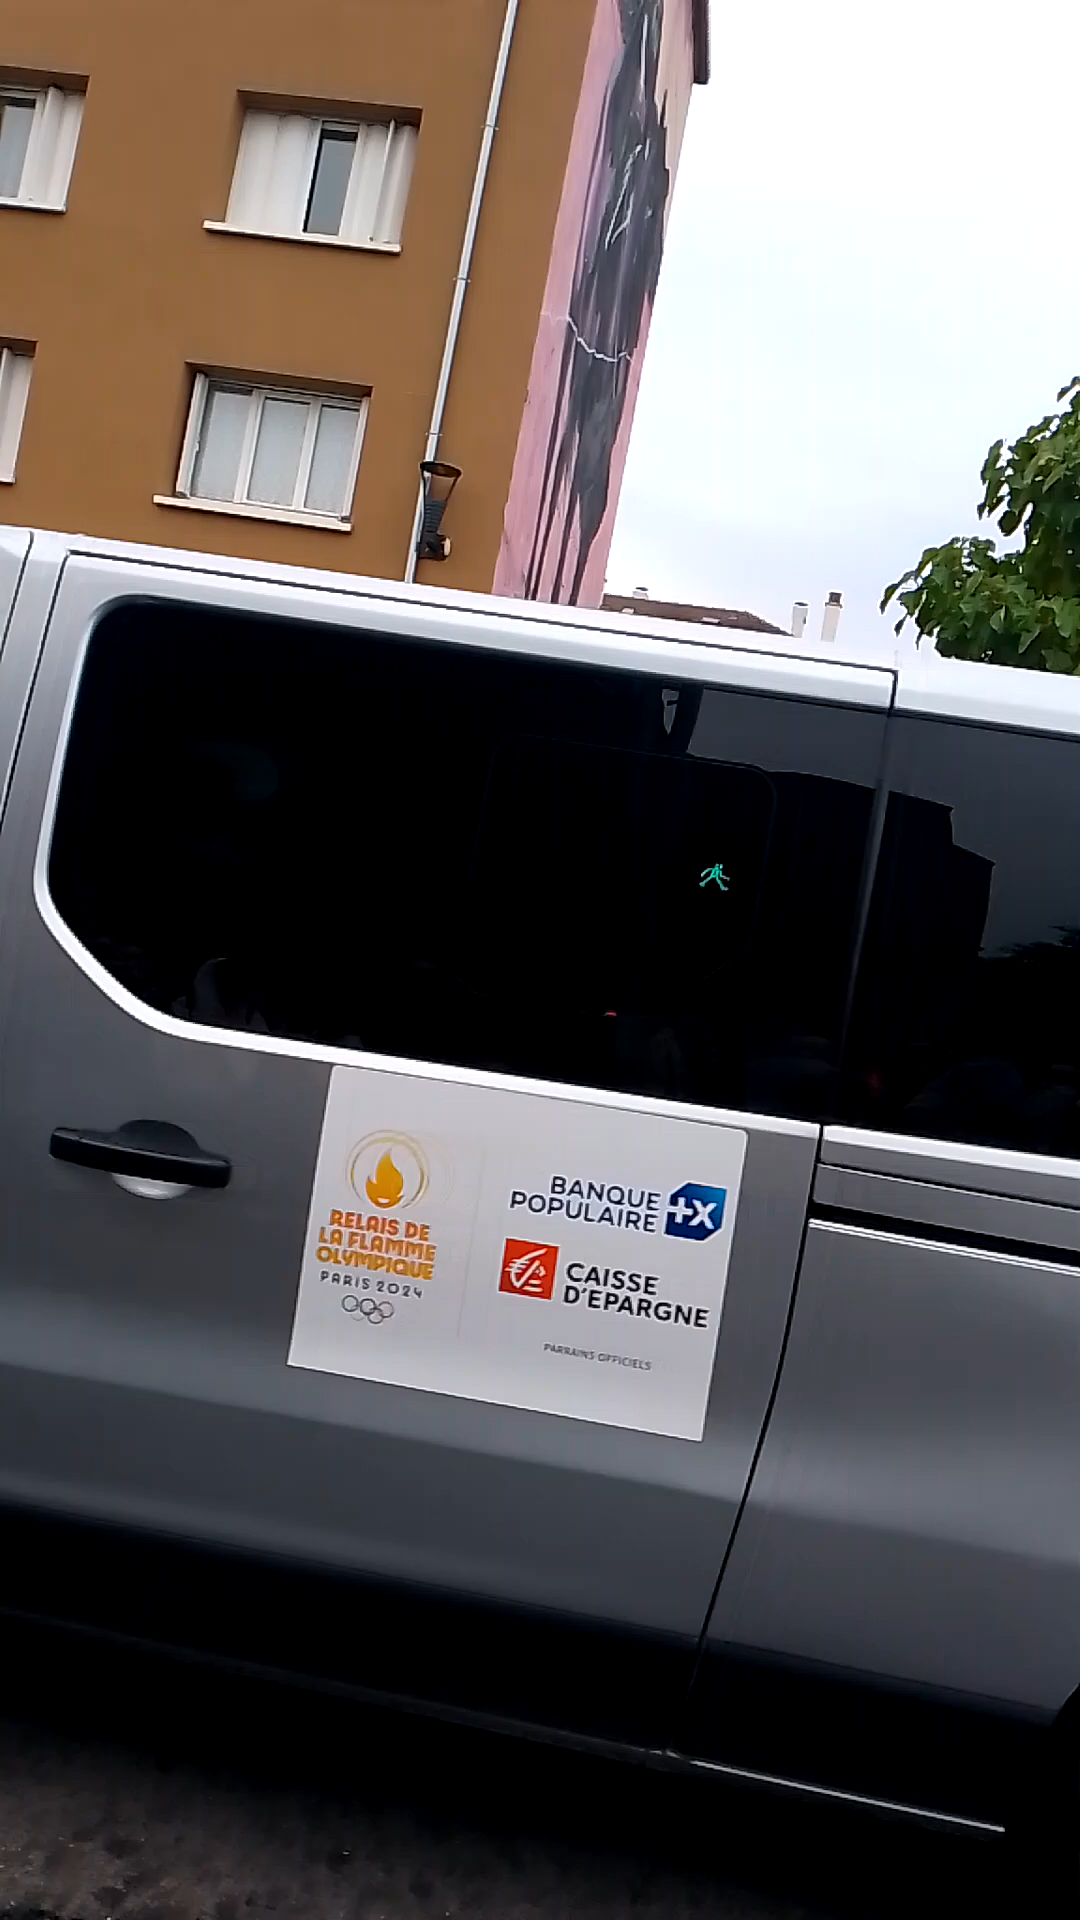 RELAIS DE
LA FLAMME
OLYMPIQUE
PARIS 2024
BANQUE
POPULAIRE
CAISSE
D'EPARGNE
PARRAINS OFFICIELS